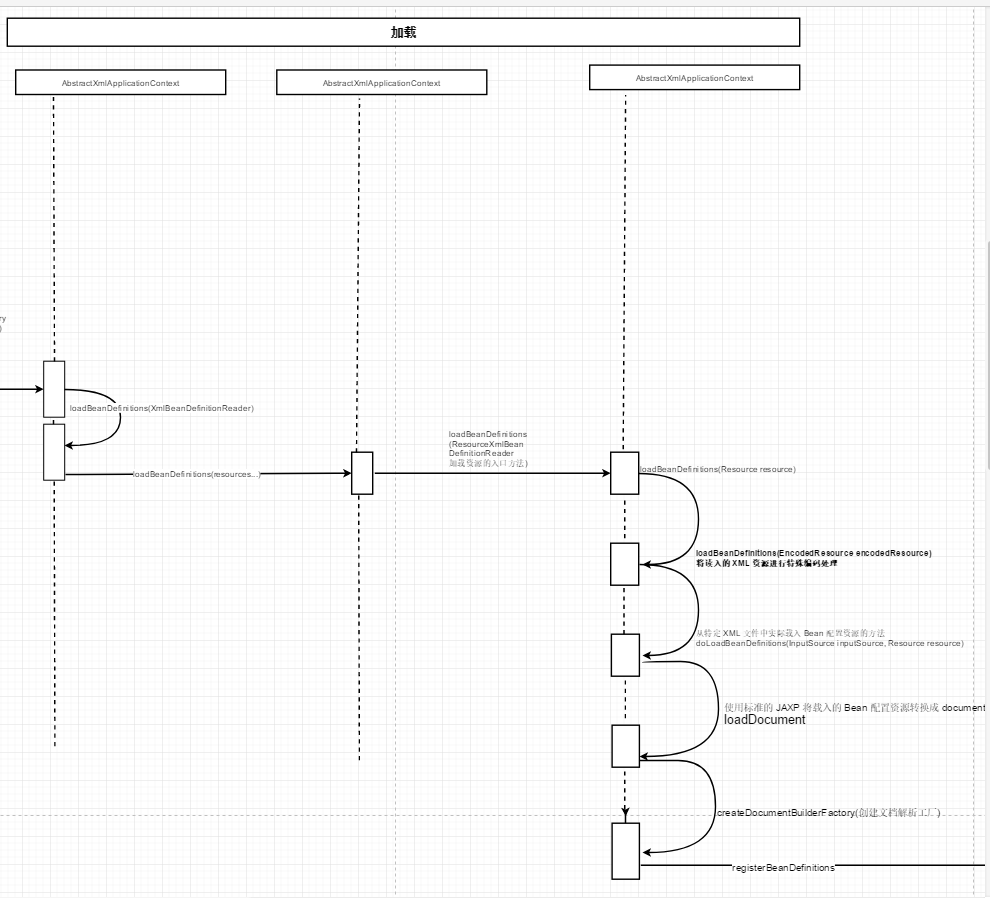 加载
AbstractXmlApplicationContext
AbstractXmlApplicationContext
AbstractXmlApplicationContext
ry
)
loadBeanDefinitions(XmlBeanDefinitionReader)
loadBeanDefinitions(resources...)
loadBeanDefinitions
(ResourceXmlBean
DefinitionReader
加载资源的入口方法)
loadBeanDefinitions(Resource resource)
loadBeanDefinitions(EncodedResource encodedResource)
将读入的 XML 资源进行特殊编码处理
从特定 XML 文件中实际载入 Bean 配置资源的方法
doLoadBeanDefinitions(InputSource inputSource, Resource resource)
使用标准的 JAXP 将载入的 Bean 配置资源转换成 document
loadDocument
createDocumentBuilderFactory(创建文档解析工厂)
registerBeanDefinitions